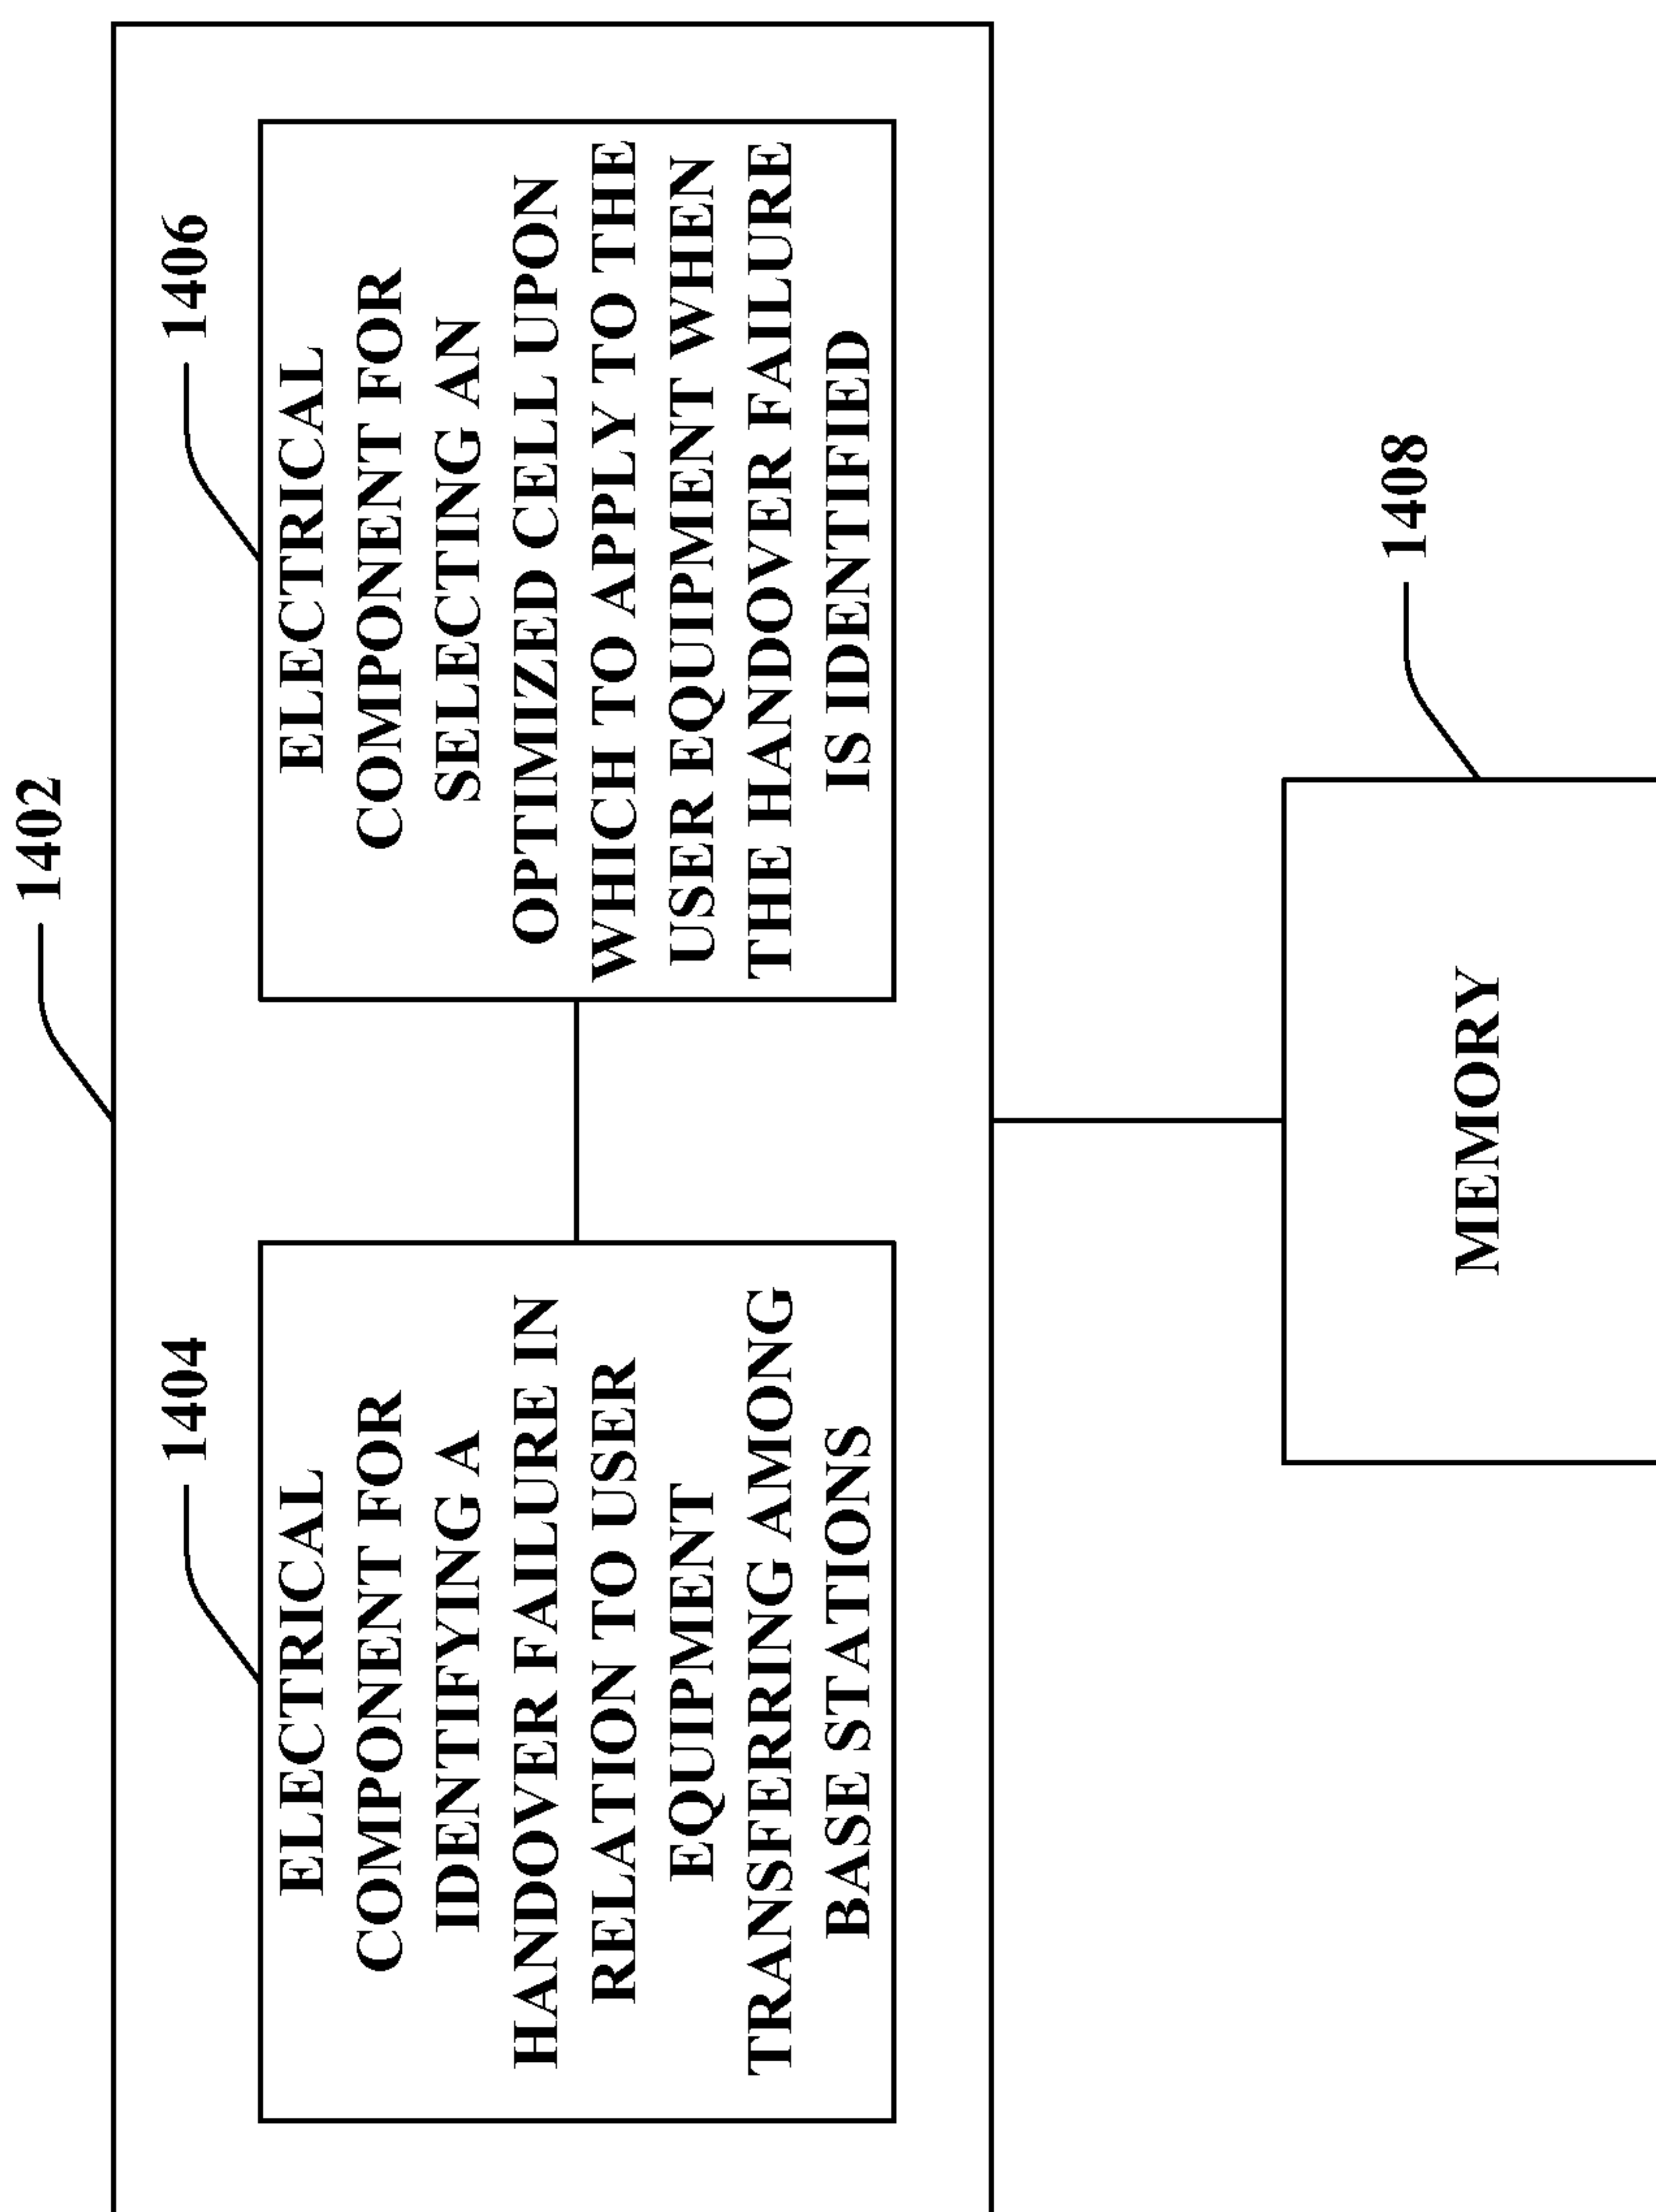 1402
1404
ELECTRICAL
COMPONENT FOR
IDENTIFYING A
HANDOVER FAILURE IN
RELATION TO USER
EQUIPMENT
TRANSFERRING AMONG
BASE STATIONS
1406
ELECTRICAL
COMPONENT FOR
SELECTING AN
OPTIMIZED CELL UPON
WHICH TO APPLY TO THE
USER EQUIPMENT WHEN
THE HANDOVER FAILURE
IS IDENTIFIED
1408
MEMORY